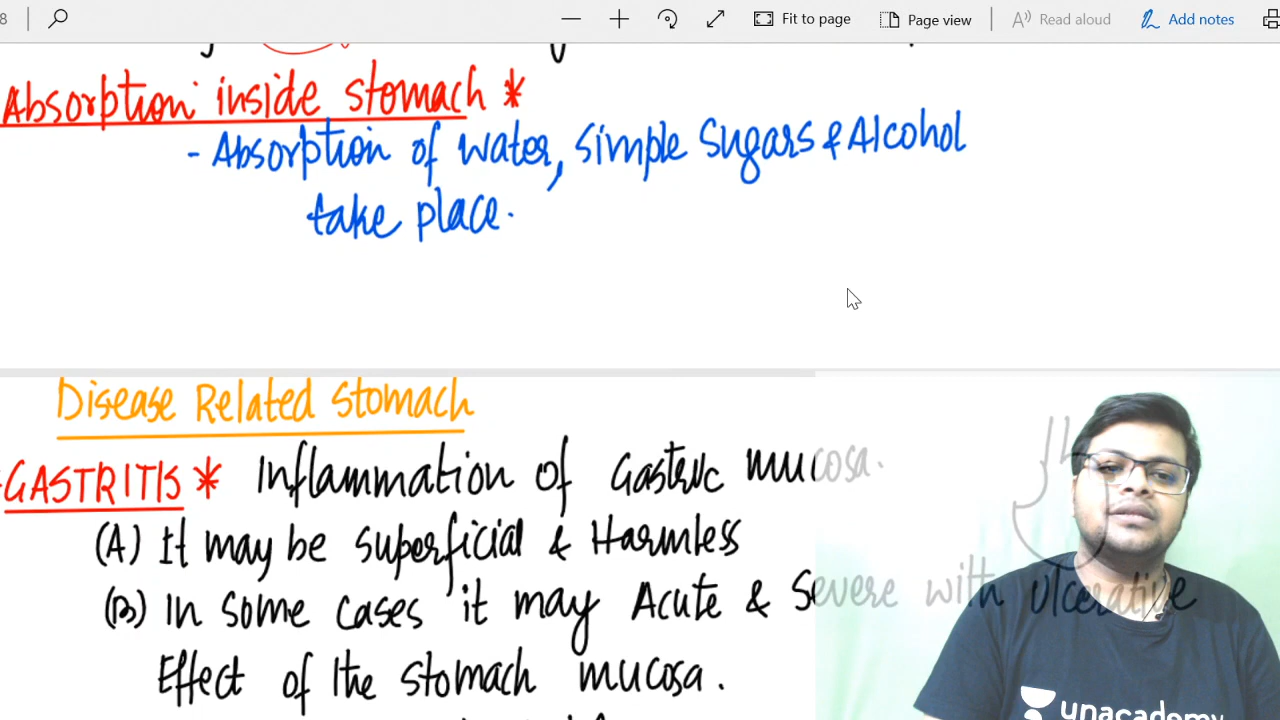 8 Fit to page Page view Read aloud Add notes
Absorption inside stomach *
- Absorption of water, simple sugars & Alcohol
take place.
Disease Related Stomach
- GASTRITIS * Inflammation of Gastric mucosa.
(A) It may be superficial & Harmless
(B) In some cases it may Acute & Severe with ulcerative
Effect of the stomach mucosa.
unacademy